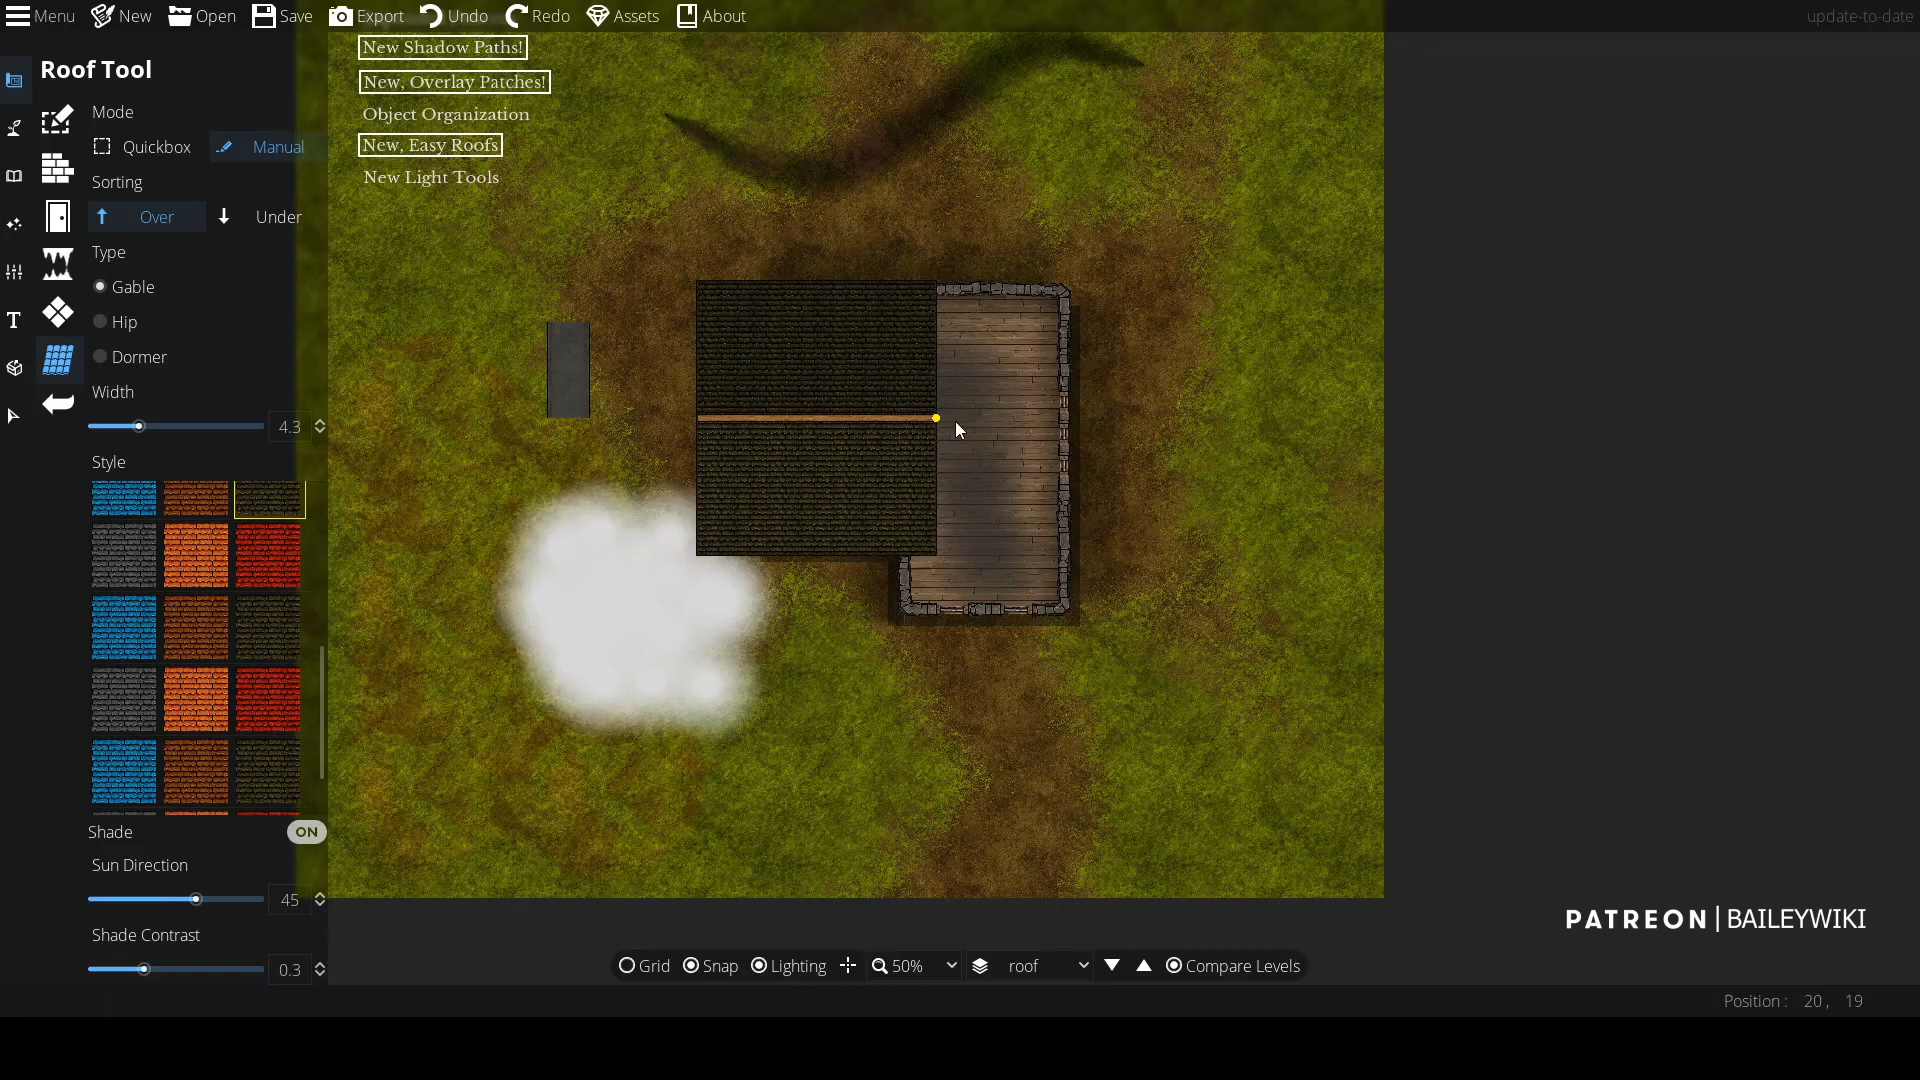 Menu New Open Save Export Undo Redo Assets About update-to-date
Roof Tool
Mode
Quickbox Manual
Sorting
Over Under
Type
Gable
Hip
Dormer
Width
4.3
Style
Shade ON
Sun Direction
45
Shade Contrast
0.3
New Shadow Paths!
New, Overlay Patches!
Object Organization
New, Easy Roofs
New Light Tools
PATREON | BAILEYWIKI
Grid Snap Lighting 50% roof Compare Levels
Position : 20 , 19